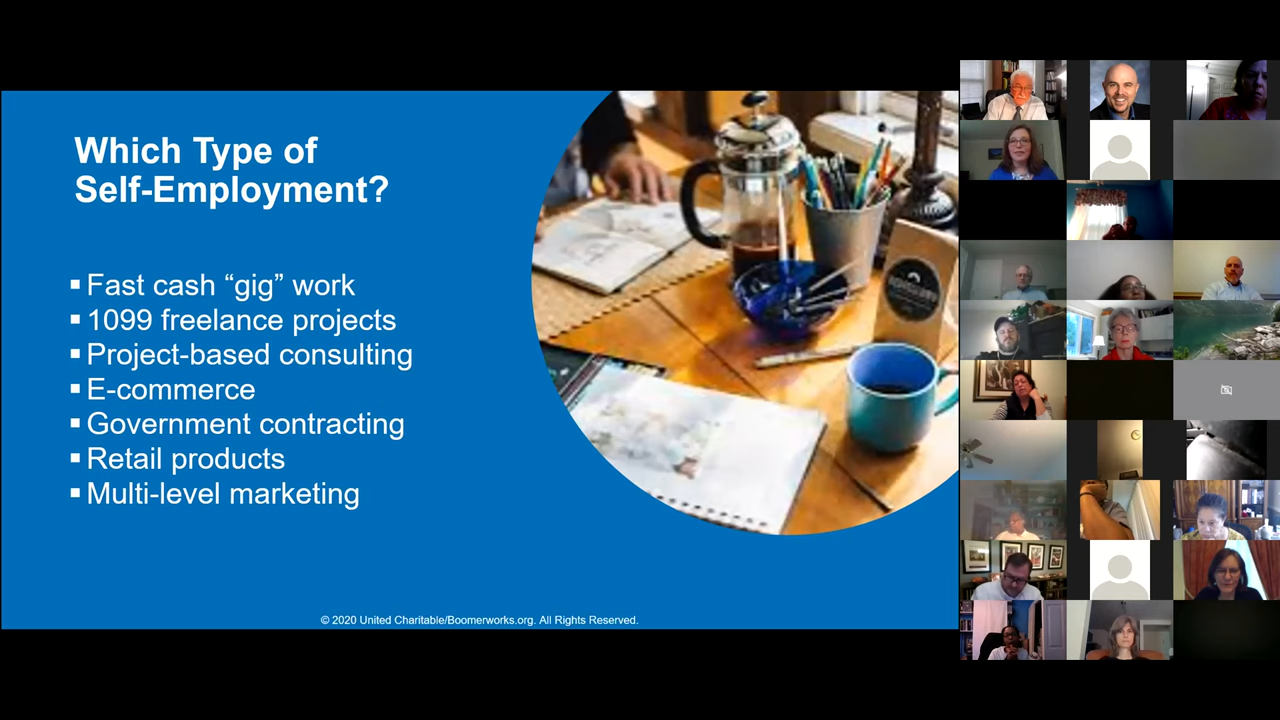 Which Type of
Self-Employment?
▪ Fast cash “gig” work
▪ 1099 freelance projects
▪ Project-based consulting
▪ E-commerce
▪ Government contracting
▪ Retail products
▪ Multi-level marketing
© 2020 United Charitable/Boomerworks.org. All Rights Reserved.